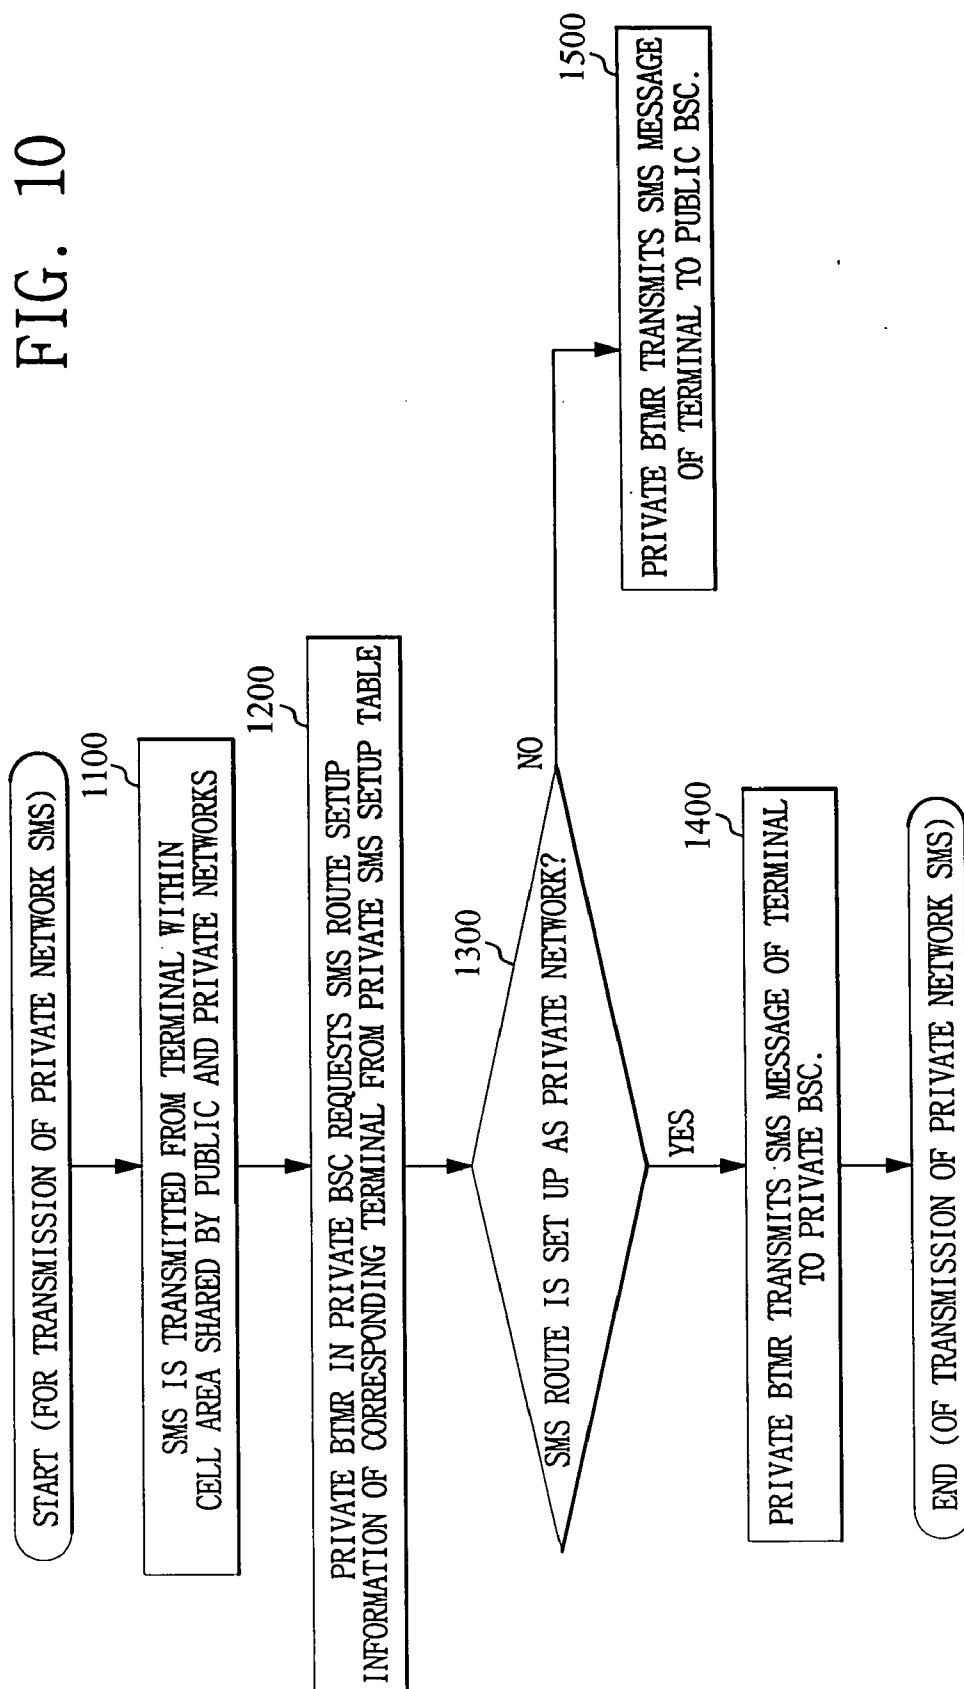 FIG. 10
START (FOR TRANSMISSION OF PRIVATE NETWORK SMS)
1100
SMS IS TRANSMITTED FROM TERMINAL WITHIN
CELL AREA SHARED BY PUBLIC AND PRIVATE NETWORKS
1200
PRIVATE BTMR IN PRIVATE BSC REQUESTS SMS ROUTE SETUP
INFORMATION OF CORRESPONDING TERMINAL FROM PRIVATE SMS SETUP TABLE
1300
SMS ROUTE IS SET UP AS PRIVATE NETWORK?
NO
YES
1500
PRIVATE BTMR TRANSMITS SMS MESSAGE
OF TERMINAL TO PUBLIC BSC.
1400
PRIVATE BTMR TRANSMITS SMS MESSAGE OF TERMINAL
TO PRIVATE BSC.
END (OF TRANSMISSION OF PRIVATE NETWORK SMS)